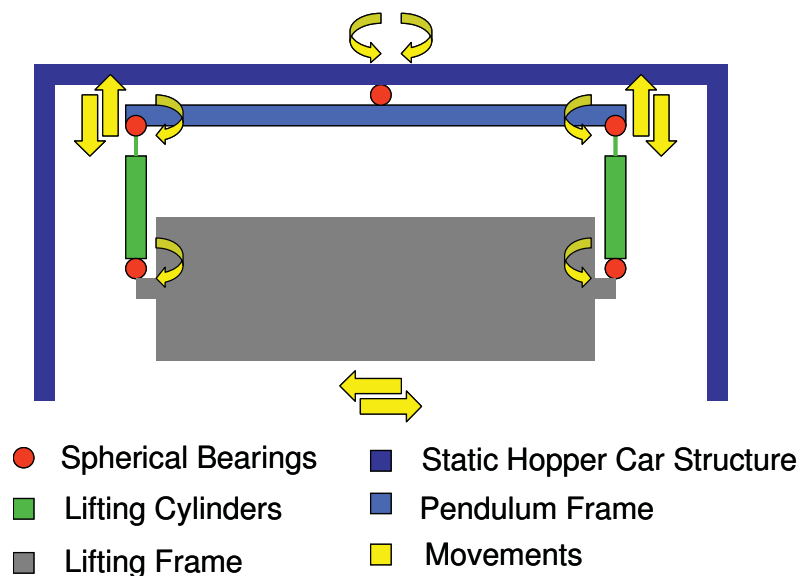 Spherical Bearings
Static Hopper Car Structure
Lifting Cylinders
Pendulum Frame
Lifting Frame
Movements